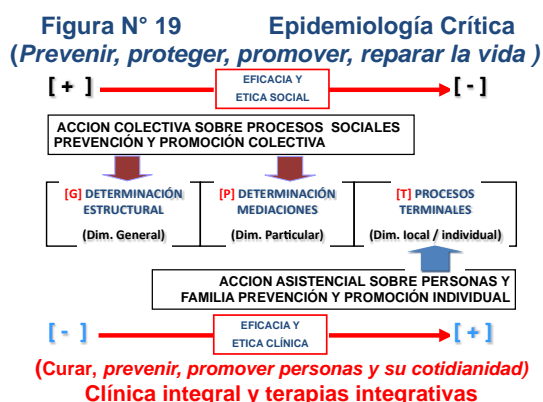 Figura N° 19 Epidemiología Crítica
(Prevenir, proteger, promover, reparar la vida )
[ + ] EFICACIA Y ETICA SOCIAL [ - ]
ACCION COLECTIVA SOBRE PROCESOS SOCIALES
PREVENCIÓN Y PROMOCIÓN COLECTIVA
[G] DETERMINACIÓN ESTRUCTURAL
(Dim. General)
[P] DETERMINACIÓN MEDIACIONES
(Dim. Particular)
[T] PROCESOS TERMINALES
(Dim. local / individual)
ACCION ASISTENCIAL SOBRE PERSONAS Y
FAMILIA PREVENCIÓN Y PROMOCIÓN INDIVIDUAL
[ - ] EFICACIA Y ETICA CLÍNICA [ + ]
(Curar, prevenir, promover personas y su cotidianidad)
Clínica integral y terapias integrativas